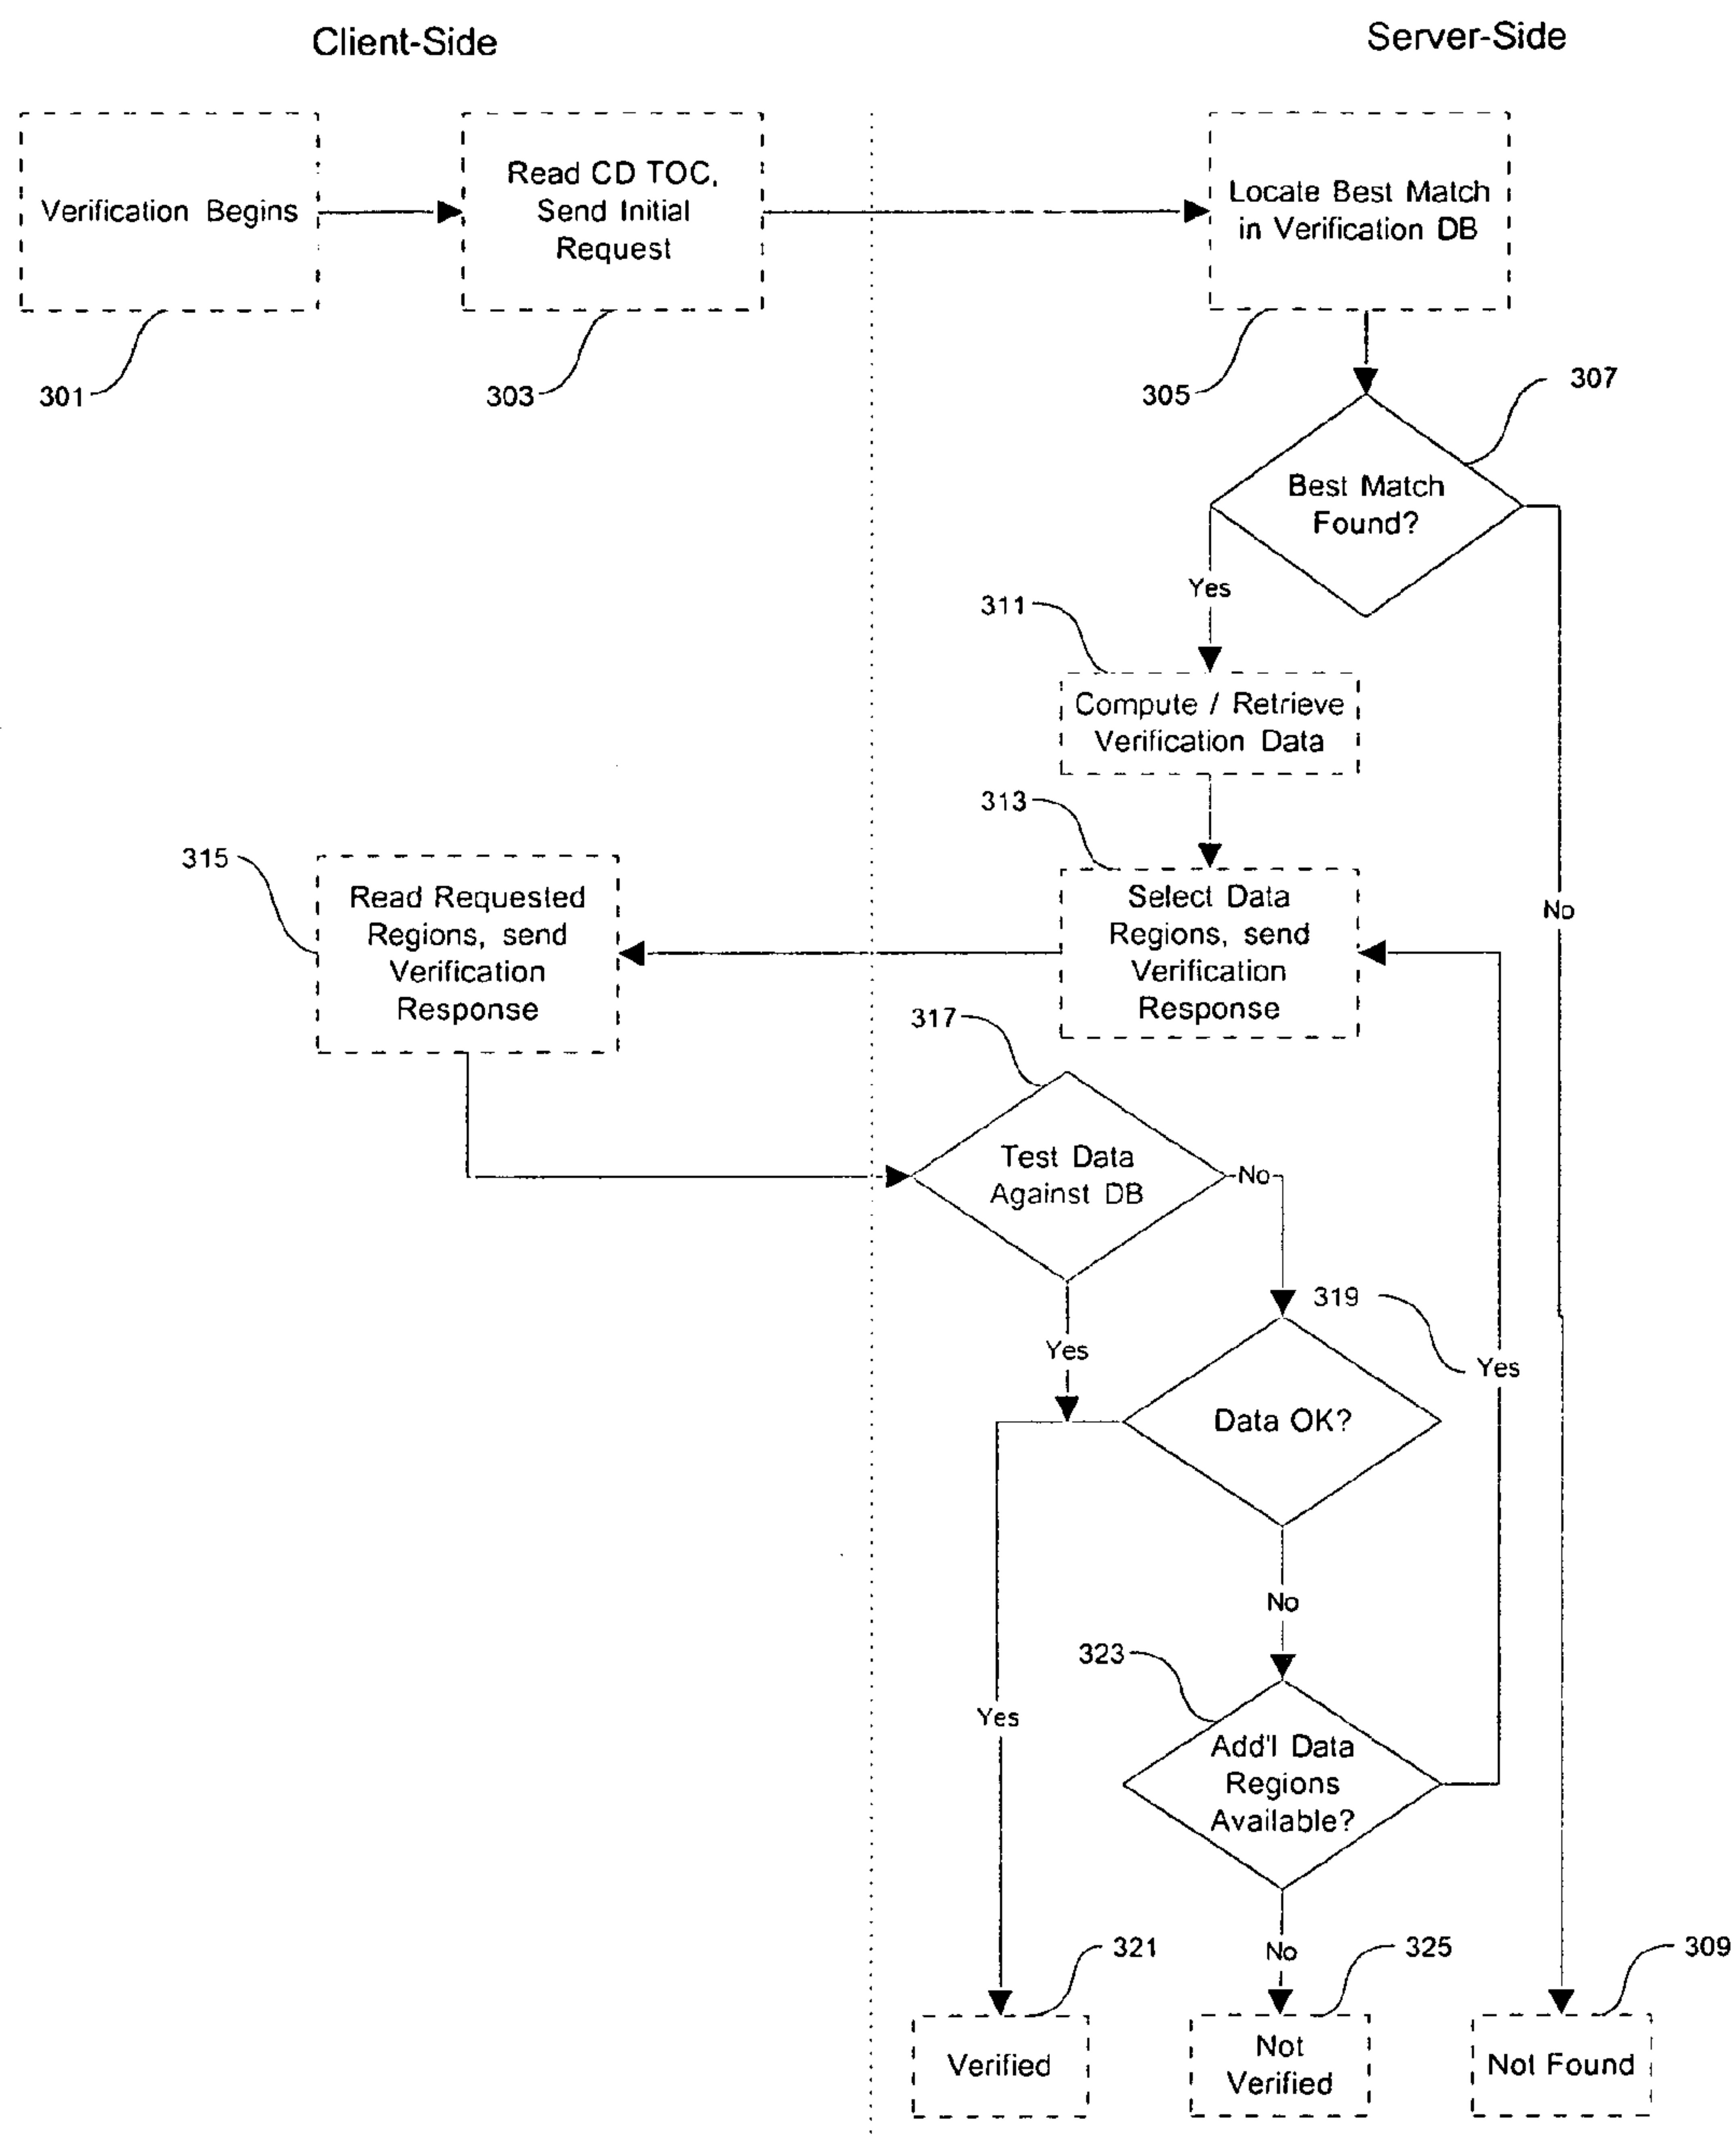 Client-Side
Server-Side
Verification Begins
Read CD TOC,
Send Initial
Request
Locate Best Match
in Verification DB
301
303
305
307
Best Match
Found?
Yes
311
Compute / Retrieve
Verification Data
313
315
Read Requested
Regions, send
Verification
Response
Select Data
Regions, send
Verification
Response
No
317
Test Data
Against DB
No
319
Yes
Yes
Data OK?
No
323
Yes
Add'l Data
Regions
Available?
No
321
325
309
Verified
Not
Verified
Not Found